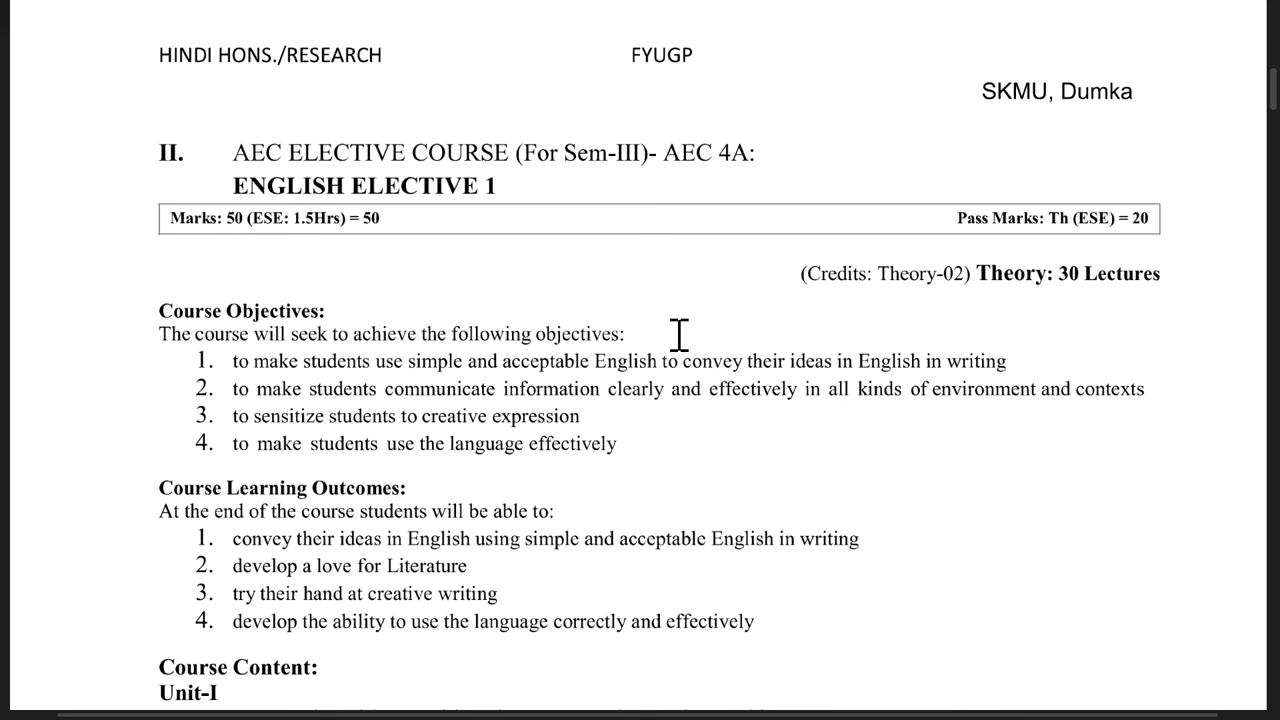 HINDI HONS./RESEARCH FYUGP
SKMU, Dumka
II. AEC ELECTIVE COURSE (For Sem-III)- AEC 4A:
ENGLISH ELECTIVE 1
Marks: 50 (ESE: 1.5Hrs) = 50 Pass Marks: Th (ESE) = 20
(Credits: Theory-02) Theory: 30 Lectures
Course Objectives:
The course will seek to achieve the following objectives:
1. to make students use simple and acceptable English to convey their ideas in English in writing
2. to make students communicate information clearly and effectively in all kinds of environment and contexts
3. to sensitize students to creative expression
4. to make students use the language effectively
Course Learning Outcomes:
At the end of the course students will be able to:
1. convey their ideas in English using simple and acceptable English in writing
2. develop a love for Literature
3. try their hand at creative writing
4. develop the ability to use the language correctly and effectively
Course Content:
Unit-I